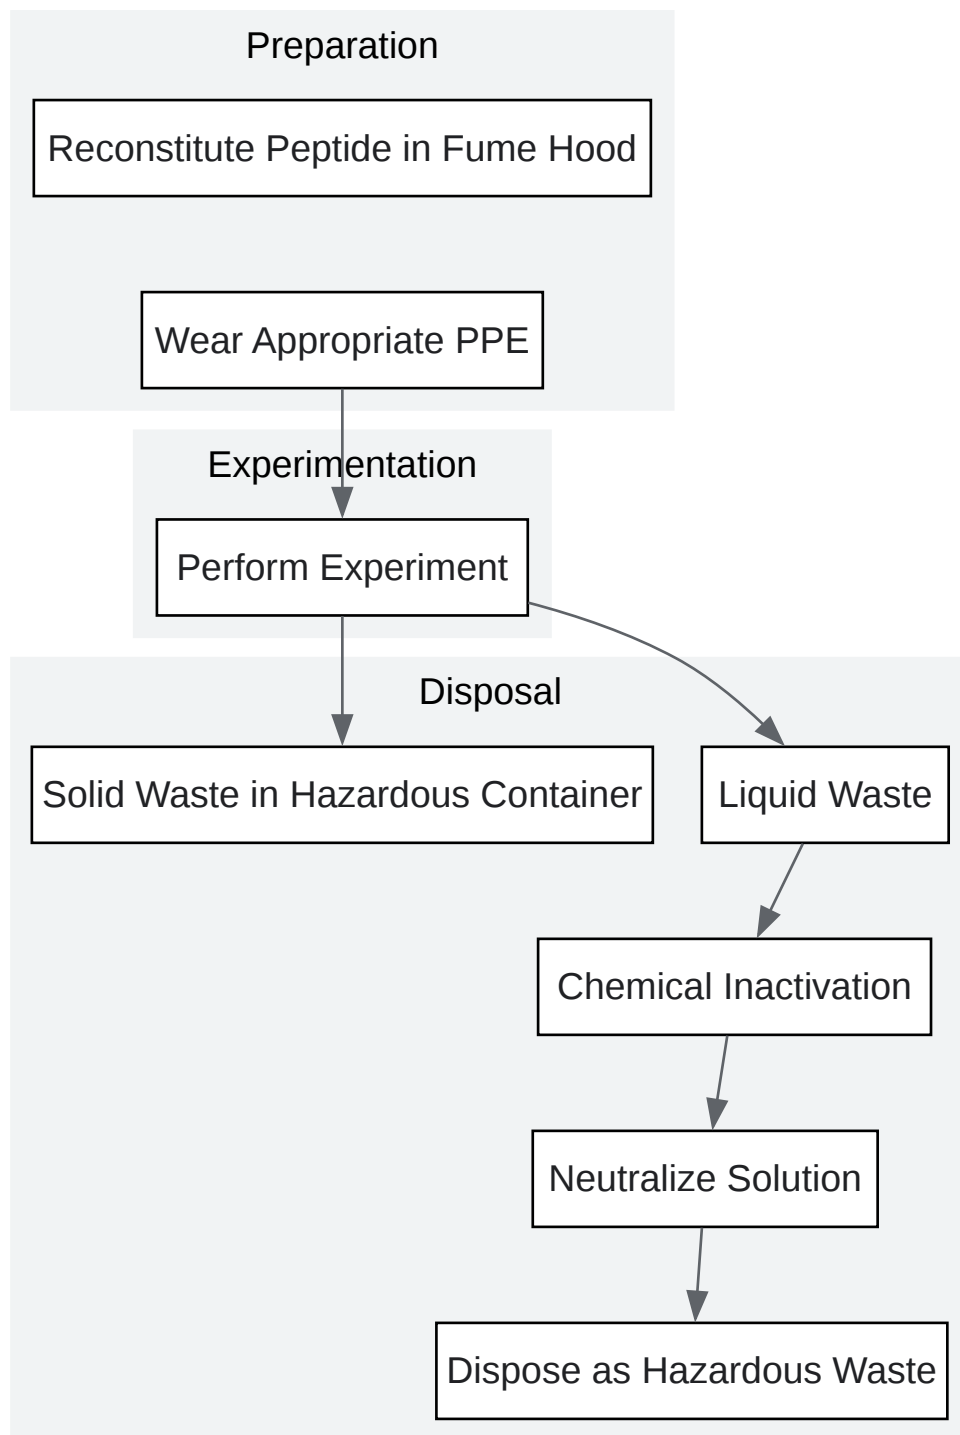 Preparation
Reconstitute Peptide in Fume Hood
Wear Appropriate PPE
Experimentation
Perform Experiment
Disposal
Solid Waste in Hazardous Container
Liquid Waste
Chemical Inactivation
Neutralize Solution
Dispose as Hazardous Waste